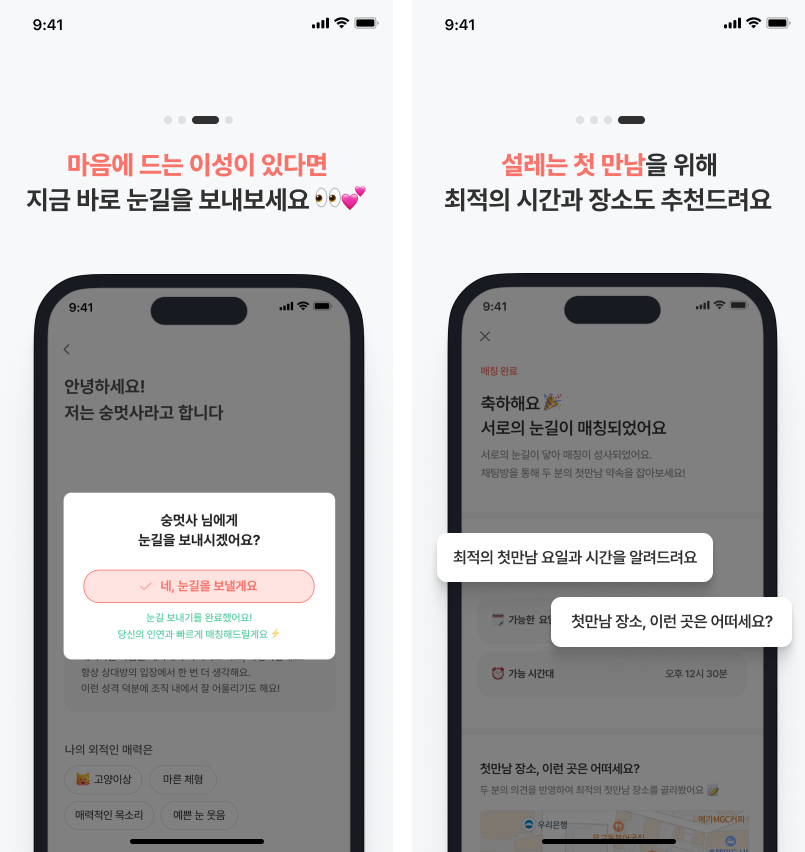 9:41
마음에 드는 이성이 있다면
지금 바로 눈길을 보내보세요 👀💕
9:41
안녕하세요!
저는 숭멋사라고 합니다
숭멋사 님에게
눈길을 보내시겠어요?
네, 눈길을 보낼게요
눈길 보내기를 완료했어요!
당신의 인연과 빠르게 매칭해드릴게요 ⚡
항상 상대방의 입장에서 한 번 더 생각해요.
이런 성격 덕분에 조직 내에서 잘 어울리기도 해요!
나의 외적인 매력은
😸 고양이상
마른 체형
매력적인 목소리
예쁜 눈 웃음
9:41
설레는 첫 만남을 위해
최적의 시간과 장소도 추천드려요
9:41
매칭 완료
축하해요 🎉
서로의 눈길이 매칭되었어요
서로의 눈길이 닿아 매칭이 성사되었어요.
채팅방을 통해 두 분의 첫만남 약속을 잡아보세요!
최적의 첫만남 요일과 시간을 알려드려요
첫만남 장소, 이런 곳은 어떠세요?
🗓️ 가능한 요일
⏰ 가능 시간대
오후 12시 30분
첫만남 장소, 이런 곳은 어떠세요?
두 분의 의견을 반영하여 최적의 첫만남 장소를 골라봤어요 📝
우리은행
메가MGC커피